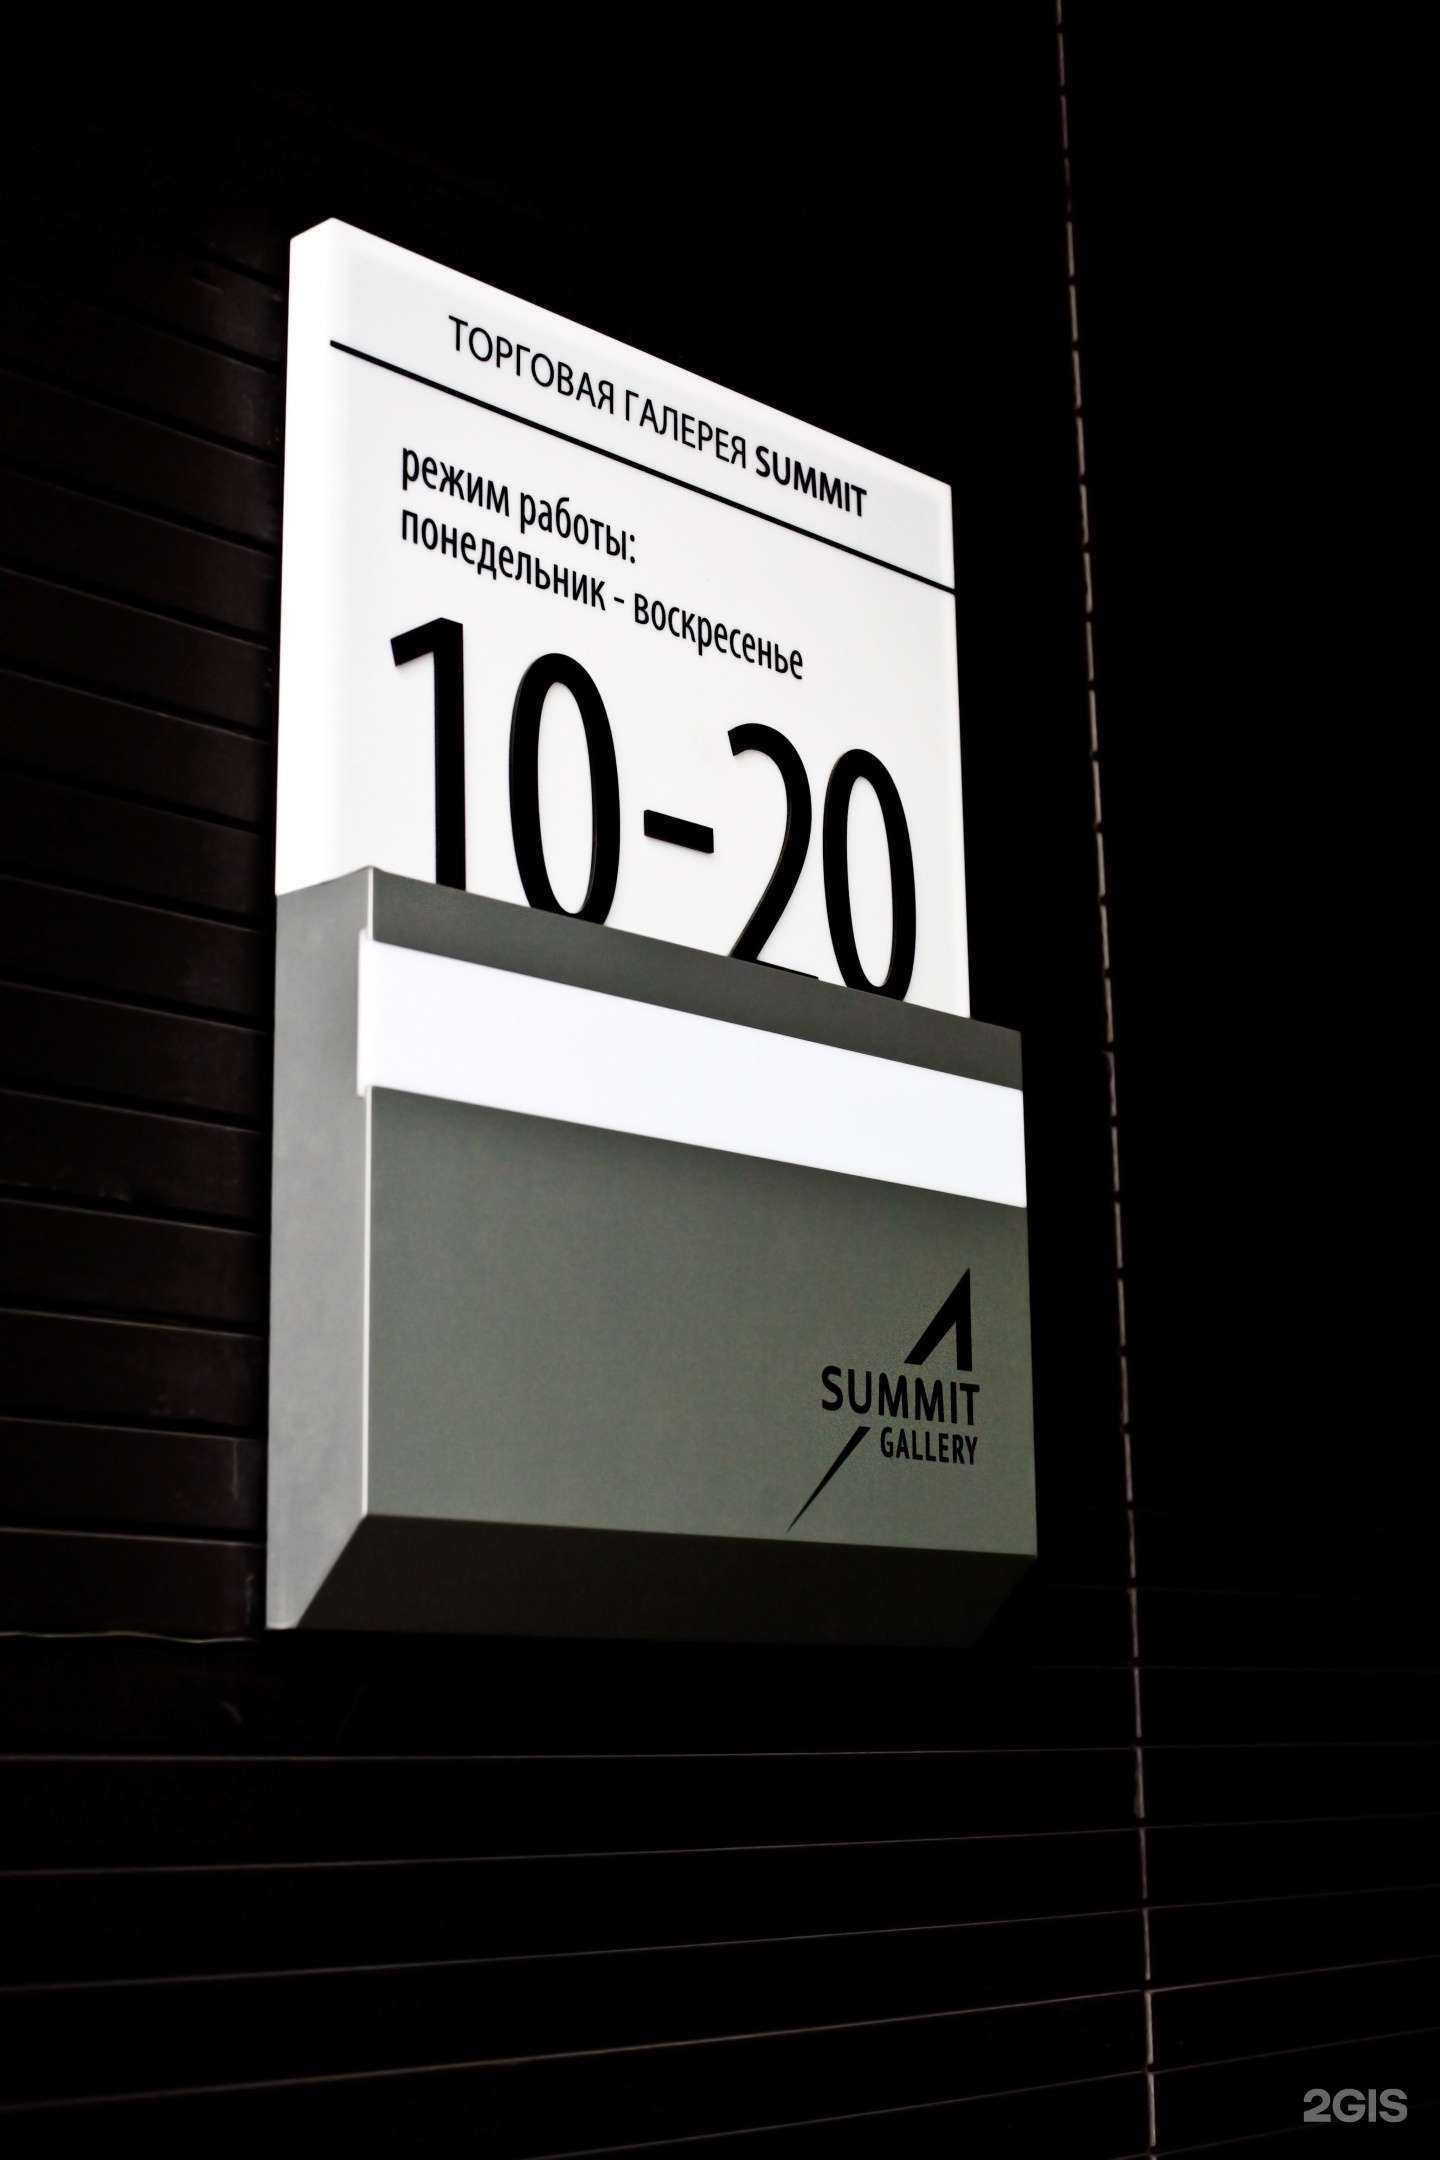 ТОРГОВАЯ ГАЛЕРЕЯ SUMMIT
режим работы:
понедельник - воскресенье
10-20
SUMMIT
GALLERY
2GIS